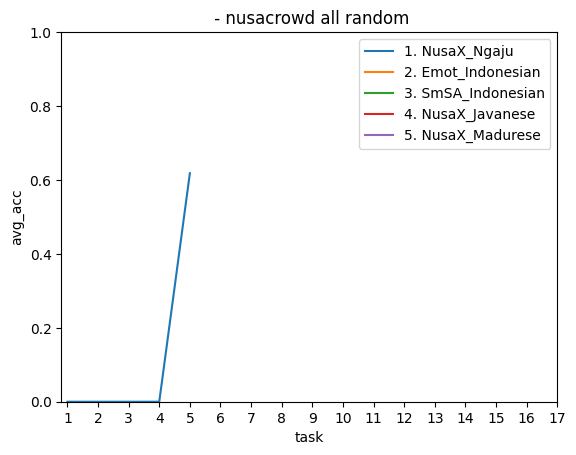 - nusacrowd all random
1. NusaX_Ngaju
2. Emot_Indonesian
3. SmSA_Indonesian
4. NusaX_Javanese
5. NusaX_Madurese
1.0
0.8
0.6
0.4
0.2
0.0
avg_acc
1 2 3 4 5 6 7 8 9 10 11 12 13 14 15 16 17
task